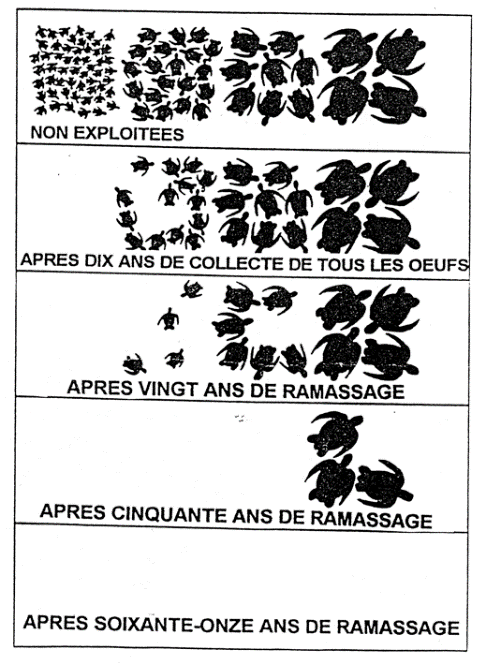 NON EXPLOITEES
APRES DIX ANS DE COLLECTE DE TOUS LES OEUFS
APRES VINGT ANS DE RAMASSAGE
APRES CINQUANTE ANS DE RAMASSAGE
APRES SOIXANTE-ONZE ANS DE RAMASSAGE